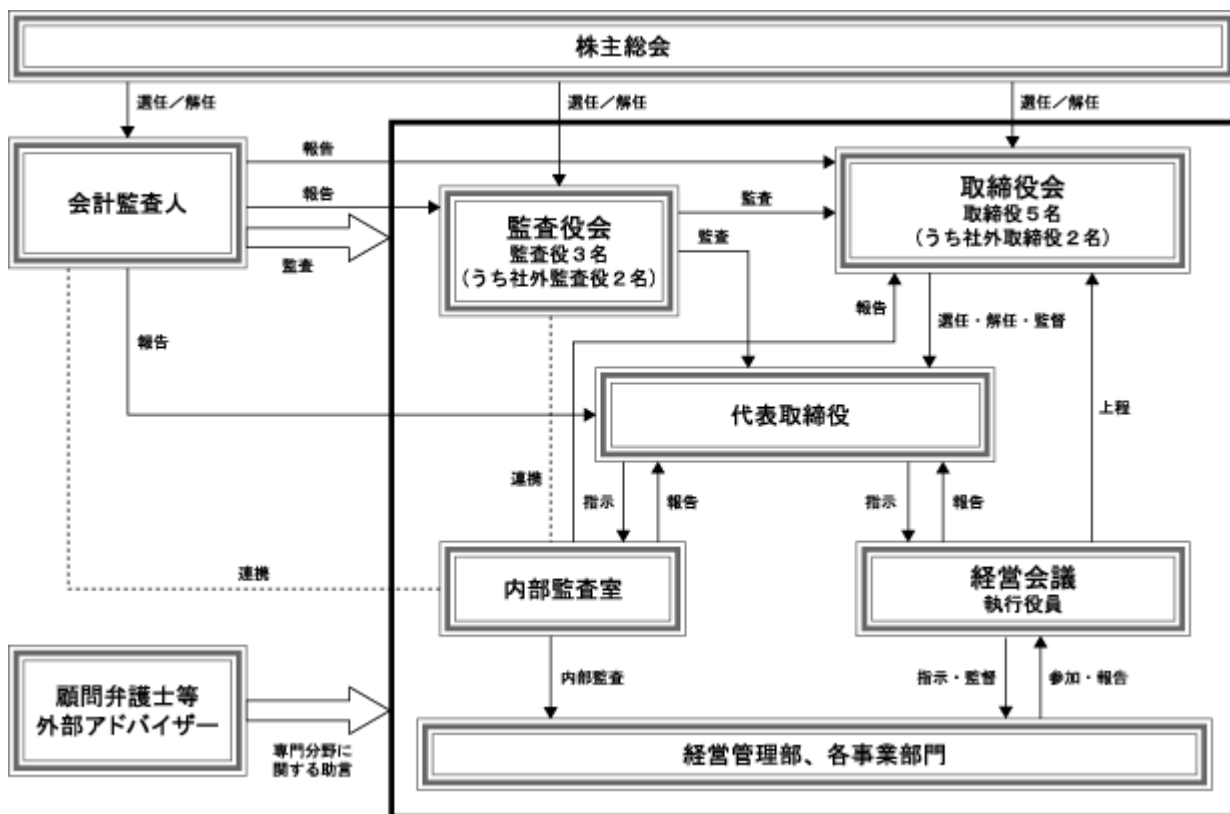 株主総会
選任／解任
選任／解任
選任／解任
会計監査人
報告
報告
監査
監査役会
監査役３名
（うち社外監査役２名）
監査
監査
取締役会
取締役５名
（うち社外取締役２名）
報告
報告
選任・解任・監督
代表取締役
上程
連携
指示
報告
指示
報告
連携
内部監査室
経営会議
執行役員
内部監査
指示・監督
参加・報告
顧問弁護士等
外部アドバイザー
専門分野に
関する助言
経営管理部、各事業部門